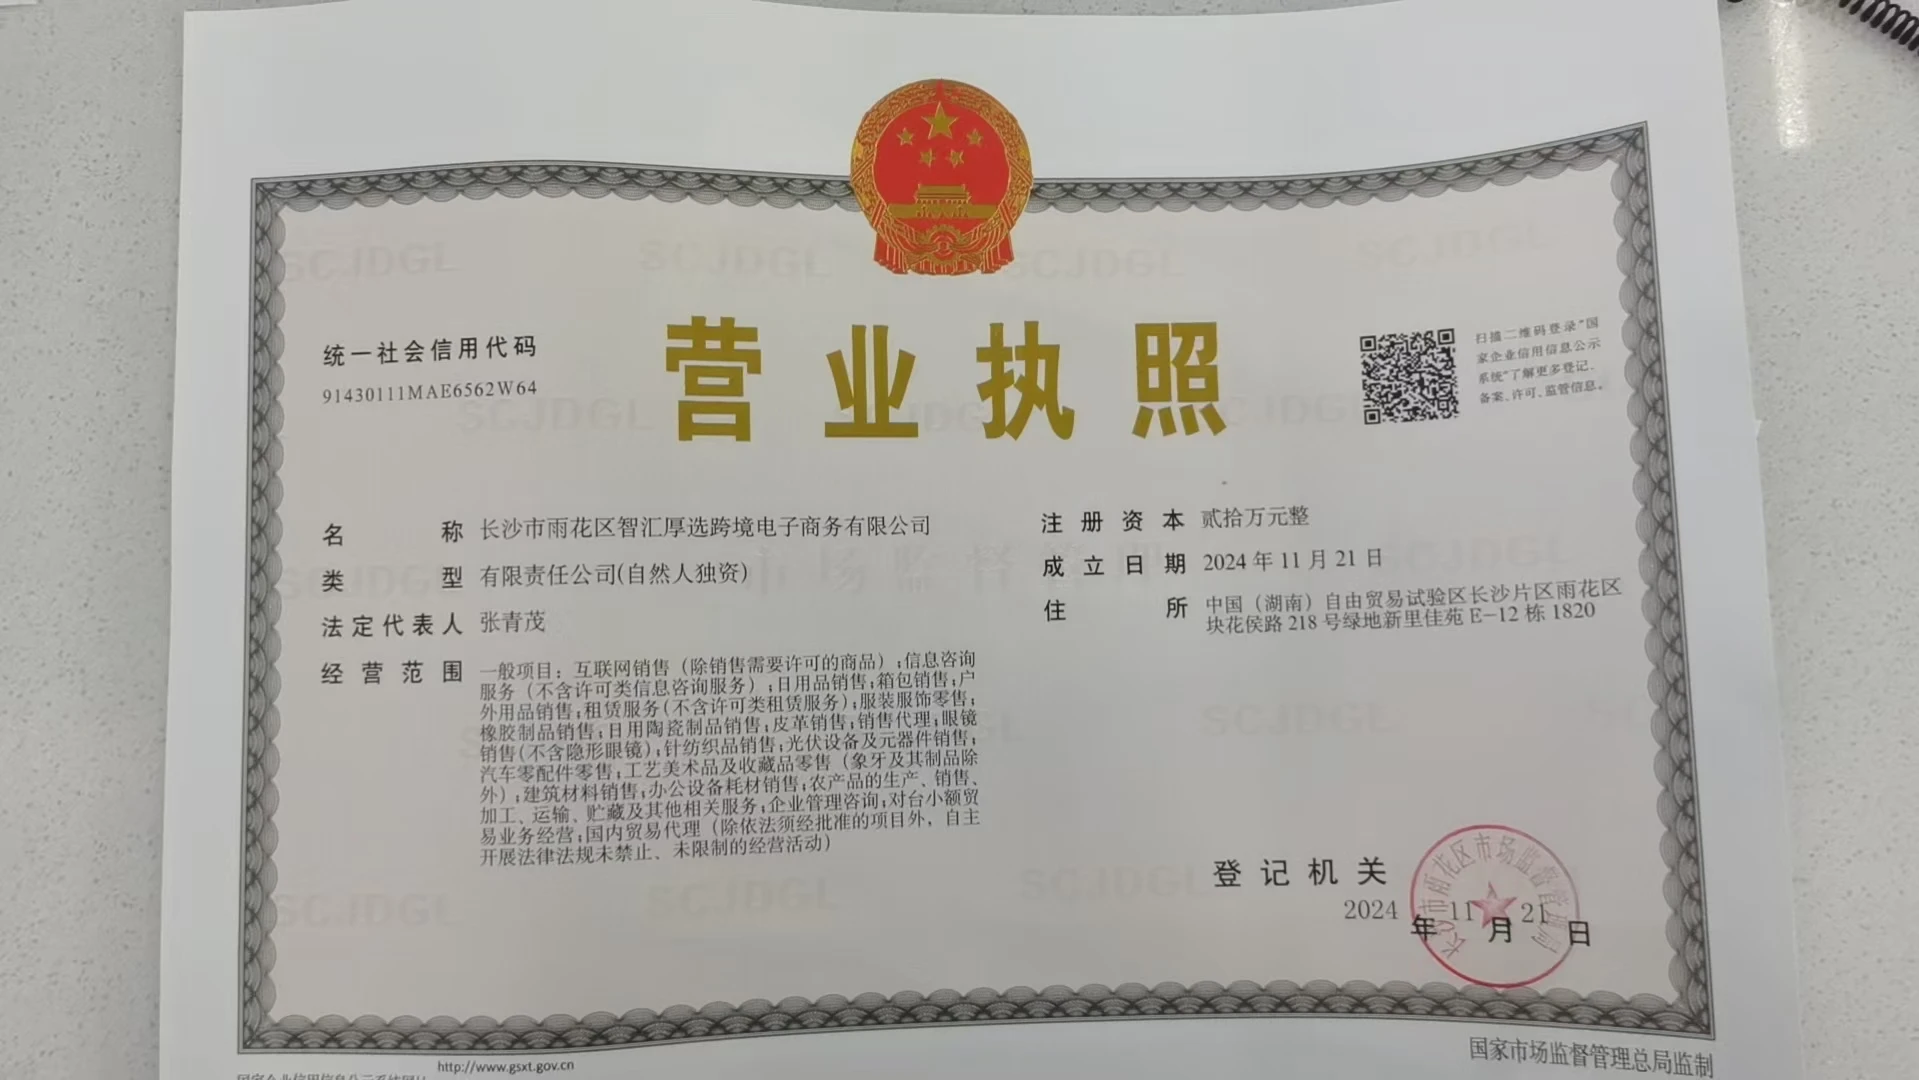 统一社会信用代码
91430111MAE6562W64
营业执照
扫描二维码登录“国
家企业信用信息公示
系统”了解更多登记、
备案、许可、监管信息。
名称 长沙市雨花区智汇厚选跨境电子商务有限公司
类型 有限责任公司(自然人独资)
法定代表人 张青茂
经营范围 一般项目：互联网销售（除销售需要许可的商品）;信息咨询
服务（不含许可类信息咨询服务）;日用品销售;箱包销售;户
外用品销售;租赁服务(不含许可类租赁服务);服装服饰零售;
橡胶制品销售;日用陶瓷制品销售;皮革销售;销售代理;眼镜
销售(不含隐形眼镜);针纺织品销售;光伏设备及元器件销售;
汽车零配件零售;工艺美术品及收藏品零售（象牙及其制品除
外）;建筑材料销售;办公设备耗材销售;农产品的生产、销售、
加工、运输、贮藏及其他相关服务;企业管理咨询;对台小额贸
易业务经营;国内贸易代理（除依法须经批准的项目外，自主
开展法律法规未禁止、未限制的经营活动）
注册资本 贰拾万元整
成立日期 2024年11月21日
住所 中国（湖南）自由贸易试验区长沙片区雨花区
块花侯路218号绿地新里佳苑E-12栋1820
登记机关
长沙市雨花区市场监督管理局
2024年11月21日
http://www.gsxt.gov.cn
国家市场监督管理总局监制
SCJDGL
市场监督管理